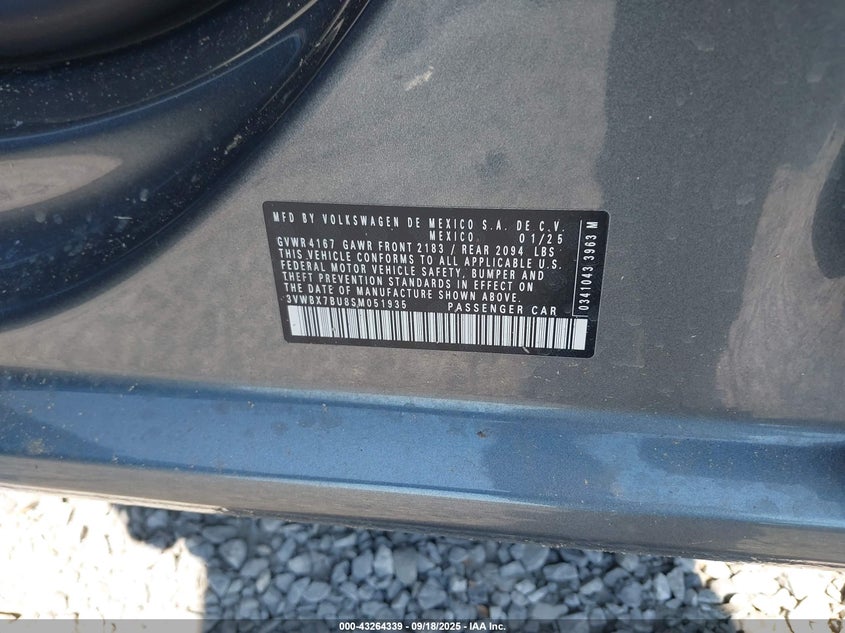 MFD BY VOLKSWAGEN DE MEXICO S.A. DE C.V.
MEXICO. 01/25
GVWR4167 GAWR FRONT 2183 / REAR 2094 LBS
THIS VEHICLE CONFORMS TO ALL APPLICABLE U.S.
FEDERAL MOTOR VEHICLE SAFETY, BUMPER AND
THEFT PREVENTION STANDARDS IN EFFECT ON
THE DATE OF MANUFACTURE SHOWN ABOVE.
3VWBX7BU8SM051935 PASSENGER CAR
0341043 3963 M
000-43264339 - 09/18/2025 - IAA Inc.